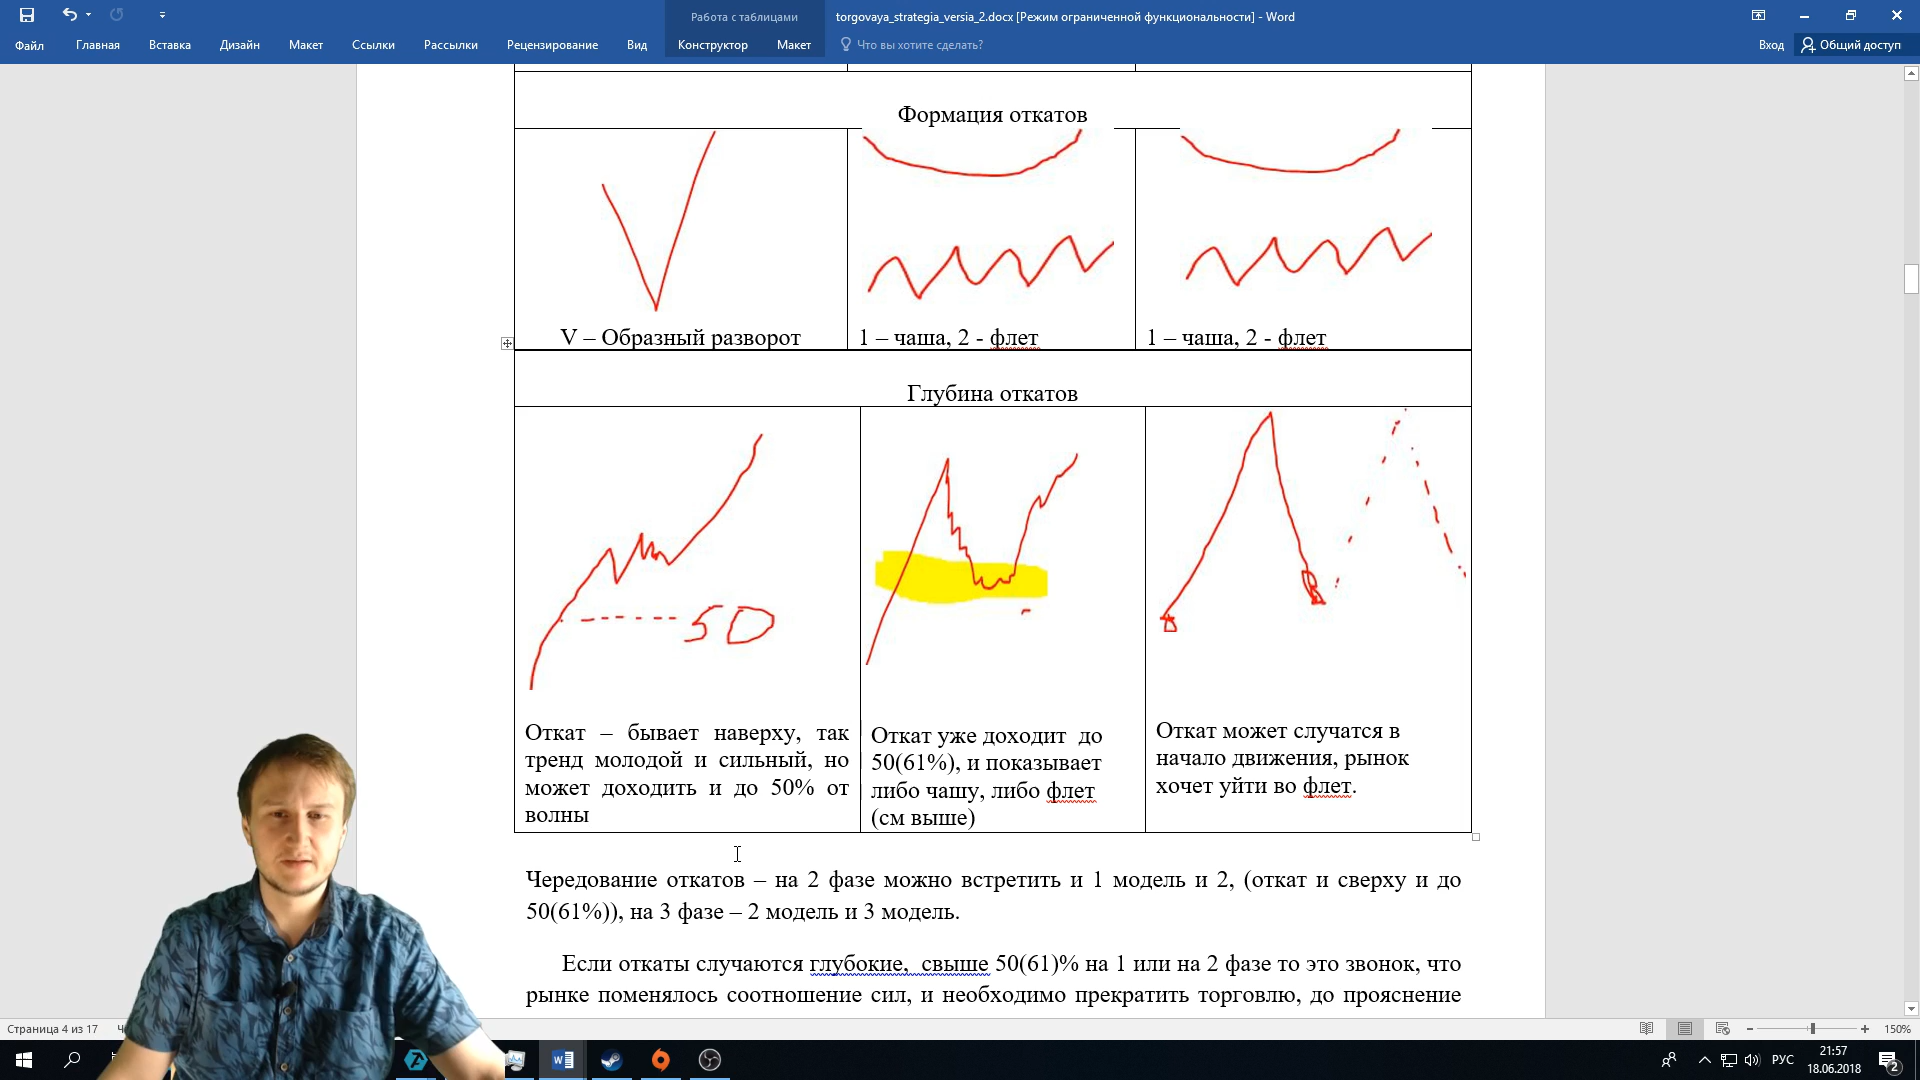 Работа с таблицами
torgovaya_strategia_versia_2.docx [Режим ограниченной функциональности] - Word
Файл Главная Вставка Дизайн Макет Ссылки Рассылки Рецензирование Вид Конструктор Макет Что вы хотите сделать? Вход Общий доступ
Формация откатов
V – Образный разворот
1 – чаша, 2 - флет
1 – чаша, 2 - флет
Глубина откатов
50
Откат – бывает наверху, так
тренд молодой и сильный, но
может доходить и до 50% от
волны
Откат уже доходит до
50(61%), и показывает
либо чашу, либо флет
(см выше)
Откат может случатся в
начало движения, рынок
хочет уйти во флет.
Чередование откатов – на 2 фазе можно встретить и 1 модель и 2, (откат и сверху и до
50(61%)), на 3 фазе – 2 модель и 3 модель.
Если откаты случаются глубокие, свыше 50(61)% на 1 или на 2 фазе то это звонок, что
рынке поменялось соотношение сил, и необходимо прекратить торговлю, до прояснение
Страница 4 из 17
150%
РУС
21:57
18.06.2018
2